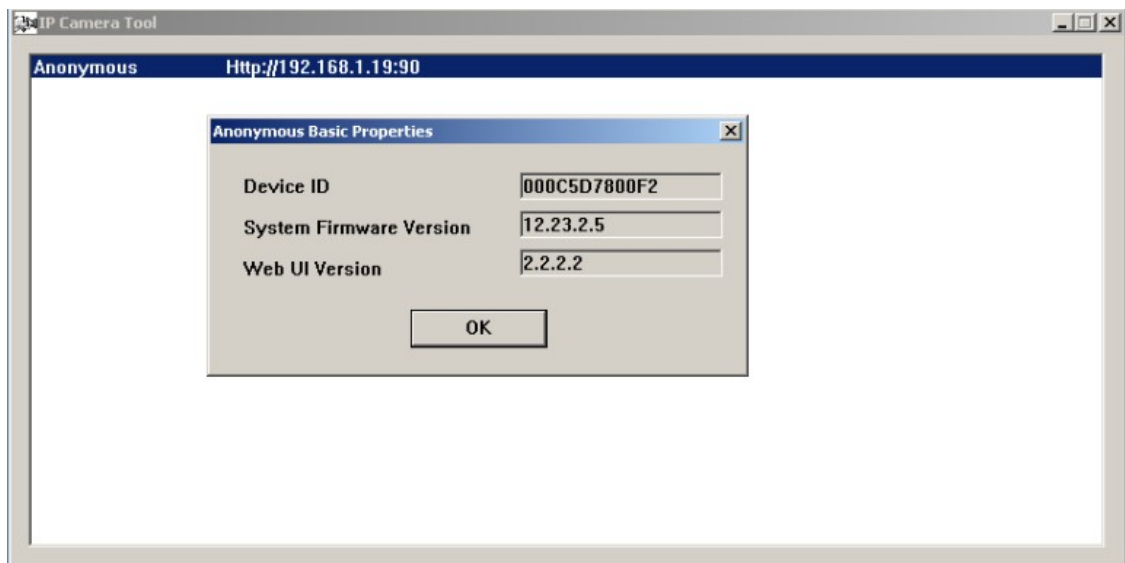 IP Camera Tool
Anonymous Http://192.168.1.19:90
Anonymous Basic Properties
Device ID 000C5D7800F2
System Firmware Version 12.23.2.5
Web UI Version 2.2.2.2
OK